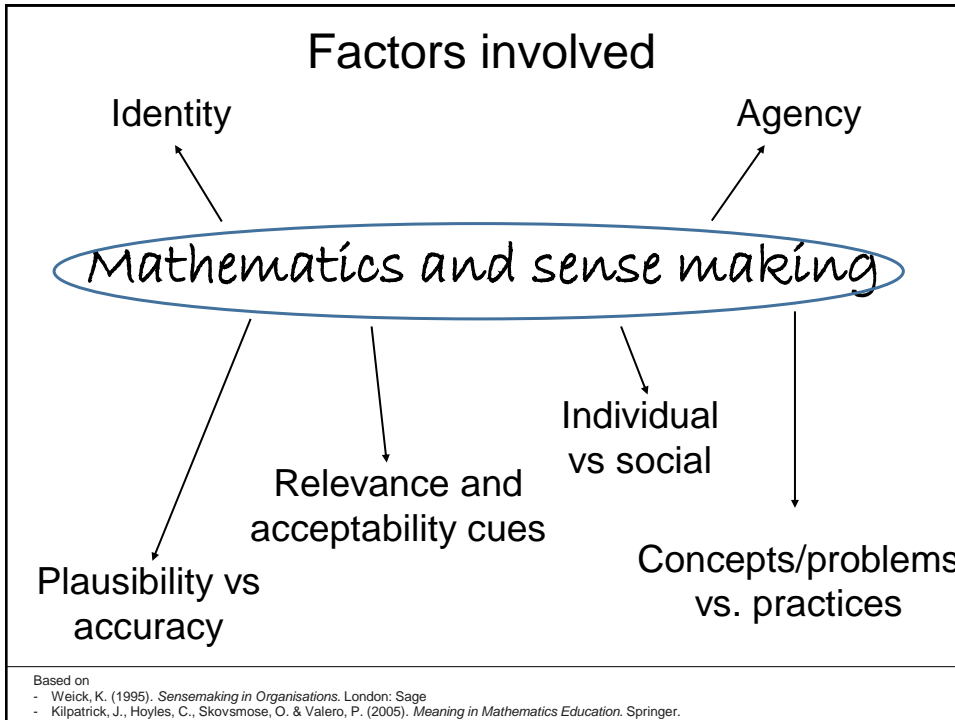 Factors involved
Identity
Agency
Mathematics and sense making
Individual
vs social
Relevance and
acceptability cues
Concepts/problems
vs. practices
Plausibility vs
accuracy
Based on
- Weick, K. (1995). Sensemaking in Organisations. London: Sage
- Kilpatrick, J., Hoyles, C., Skovsmose, O. & Valero, P. (2005). Meaning in Mathematics Education. Springer.